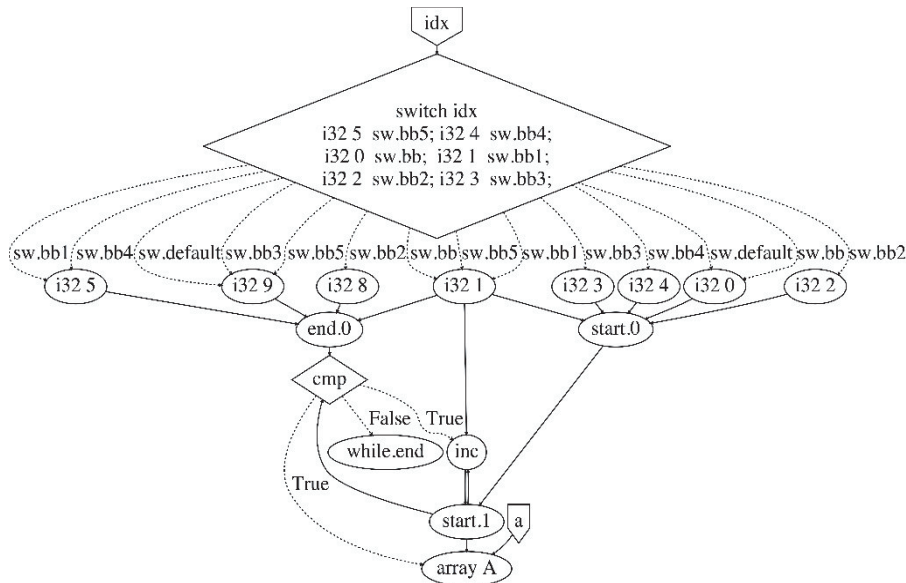 idx
switch idx
i32 5 sw.bb5; i32 4 sw.bb4;
i32 0 sw.bb; i32 1 sw.bb1;
i32 2 sw.bb2; i32 3 sw.bb3;
sw.bb1 sw.bb4 sw.default sw.bb3 sw.bb5 sw.bb2 sw.bb sw.bb5 sw.bb1 sw.bb3 sw.bb4 sw.default sw.bb sw.bb2
i32 5 i32 9 i32 8 i32 1 i32 3 i32 4 i32 0 i32 2
end.0 start.0
cmp
False True
while.end inc
True
start.1 a
array A